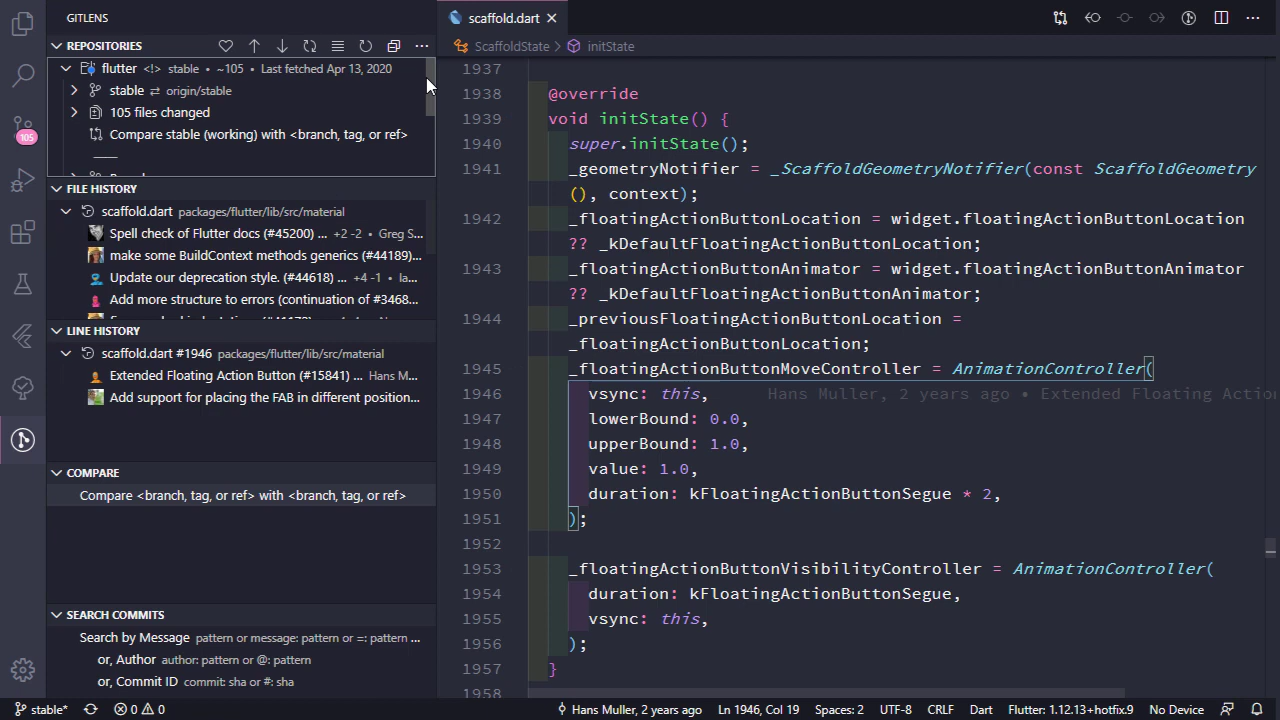 GITLENS
REPOSITORIES
flutter <!> stable • ~105 • Last fetched Apr 13, 2020
stable ⇄ origin/stable
105 files changed
Compare stable (working) with <branch, tag, or ref>
FILE HISTORY
scaffold.dart packages/flutter/lib/src/material
Spell check of Flutter docs (#45200) ... +2 -2 • Greg S...
make some BuildContext methods generics (#44189)...
Update our deprecation style. (#44618) ... +4 -1 • Ia...
Add more structure to errors (continuation of #3468...
LINE HISTORY
scaffold.dart #1946 packages/flutter/lib/src/material
Extended Floating Action Button (#15841) ... Hans M...
Add support for placing the FAB in different position...
COMPARE
Compare <branch, tag, or ref> with <branch, tag, or ref>
SEARCH COMMITS
Search by Message pattern or message: pattern or =: pattern ...
or, Author author: pattern or @: pattern
or, Commit ID commit: sha or #: sha
105
scaffold.dart
ScaffoldState > initState
1937
1938 @override
1939 void initState() {
1940 super.initState();
1941 _geometryNotifier = _ScaffoldGeometryNotifier(const ScaffoldGeometry
(), context);
1942 _floatingActionButtonLocation = widget.floatingActionButtonLocation
?? _kDefaultFloatingActionButtonLocation;
1943 _floatingActionButtonAnimator = widget.floatingActionButtonAnimator
?? _kDefaultFloatingActionButtonAnimator;
1944 _previousFloatingActionButtonLocation =
_floatingActionButtonLocation;
1945 _floatingActionButtonMoveController = AnimationController(
1946 vsync: this, Hans Muller, 2 years ago • Extended Floating Actio
1947 lowerBound: 0.0,
1948 upperBound: 1.0,
1949 value: 1.0,
1950 duration: kFloatingActionButtonSegue * 2,
1951 );
1952
1953 _floatingActionButtonVisibilityController = AnimationController(
1954 duration: kFloatingActionButtonSegue,
1955 vsync: this,
1956 );
1957 }
1958
stable* 0 0 Hans Muller, 2 years ago Ln 1946, Col 19 Spaces: 2 UTF-8 CRLF Dart Flutter: 1.12.13+hotfix.9 No Device